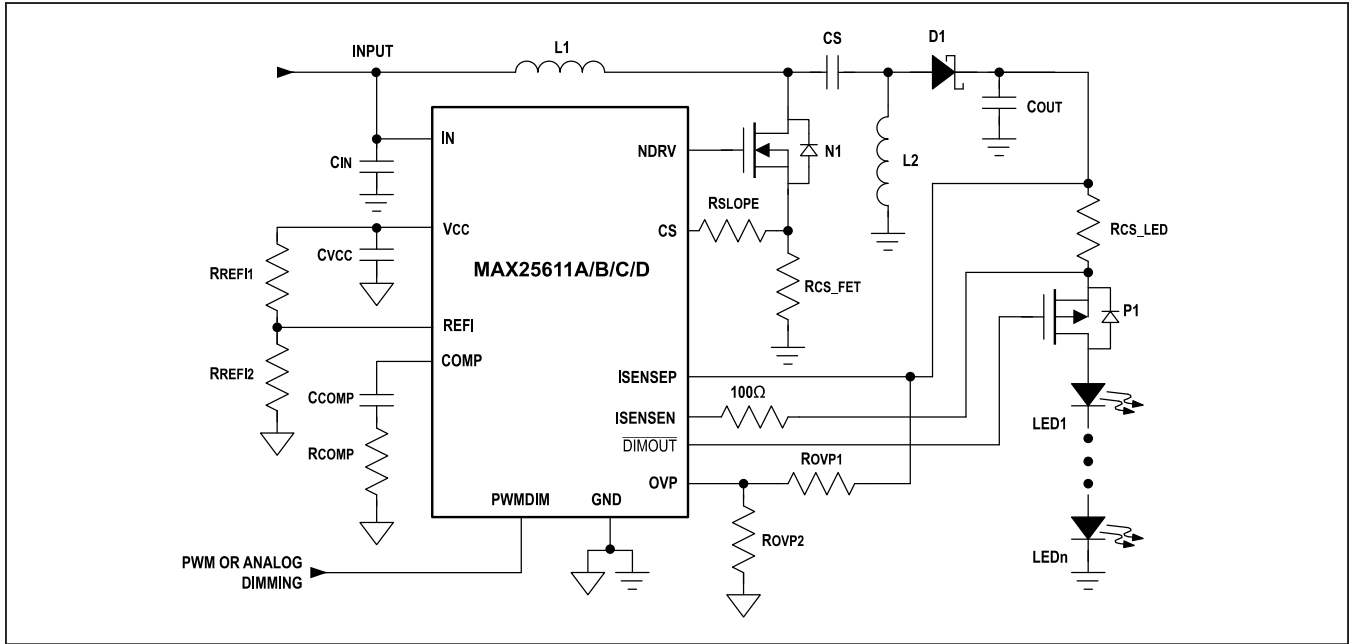 INPUT
L1
CS
D1
COUT
IN
CIN
NDRV
N1
L2
RSLOPE
CS
VCC
CVCC
RCS_LED
RREFI1
MAX25611A/B/C/D
RCS_FET
P1
REFI
COMP
RREFI2
CCOMP
ISENSEP
100Ω
ISENSEN
LED1
DIMOUT
RCOMP
ROVP1
OVP
PWMDIM
GND
ROVP2
LEDn
PWM OR ANALOG
DIMMING